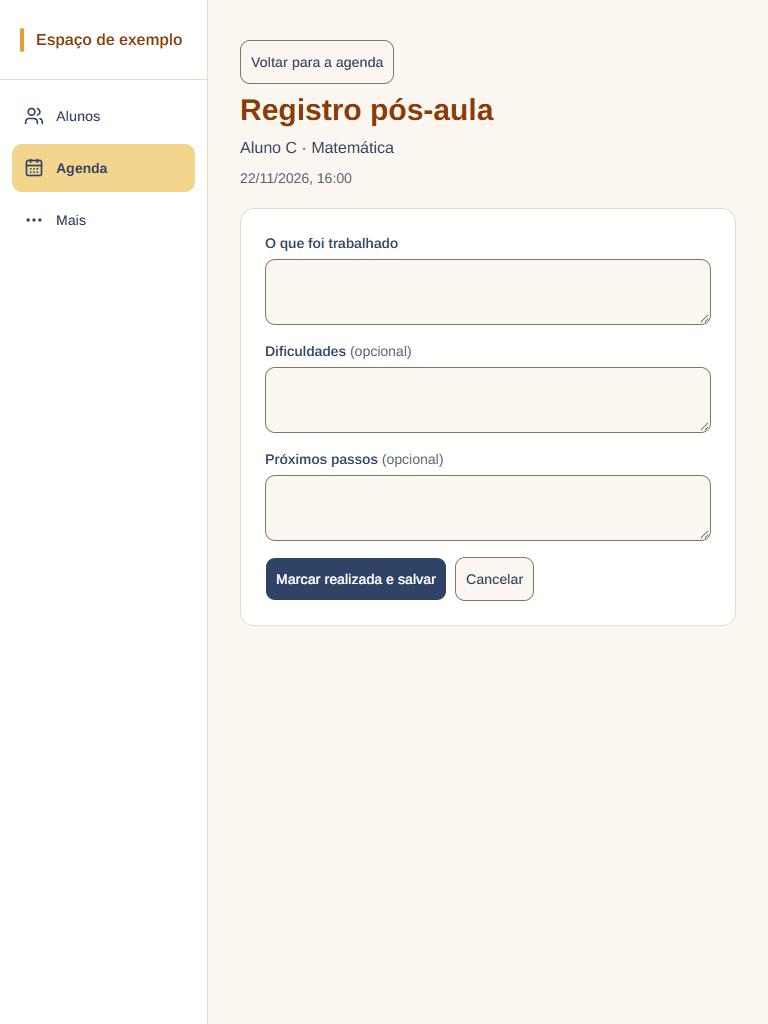 Espaço de exemplo
Alunos
Agenda
Mais
Voltar para a agenda
Registro pós-aula
Aluno C · Matemática
22/11/2026, 16:00
O que foi trabalhado
Dificuldades (opcional)
Próximos passos (opcional)
Marcar realizada e salvar
Cancelar